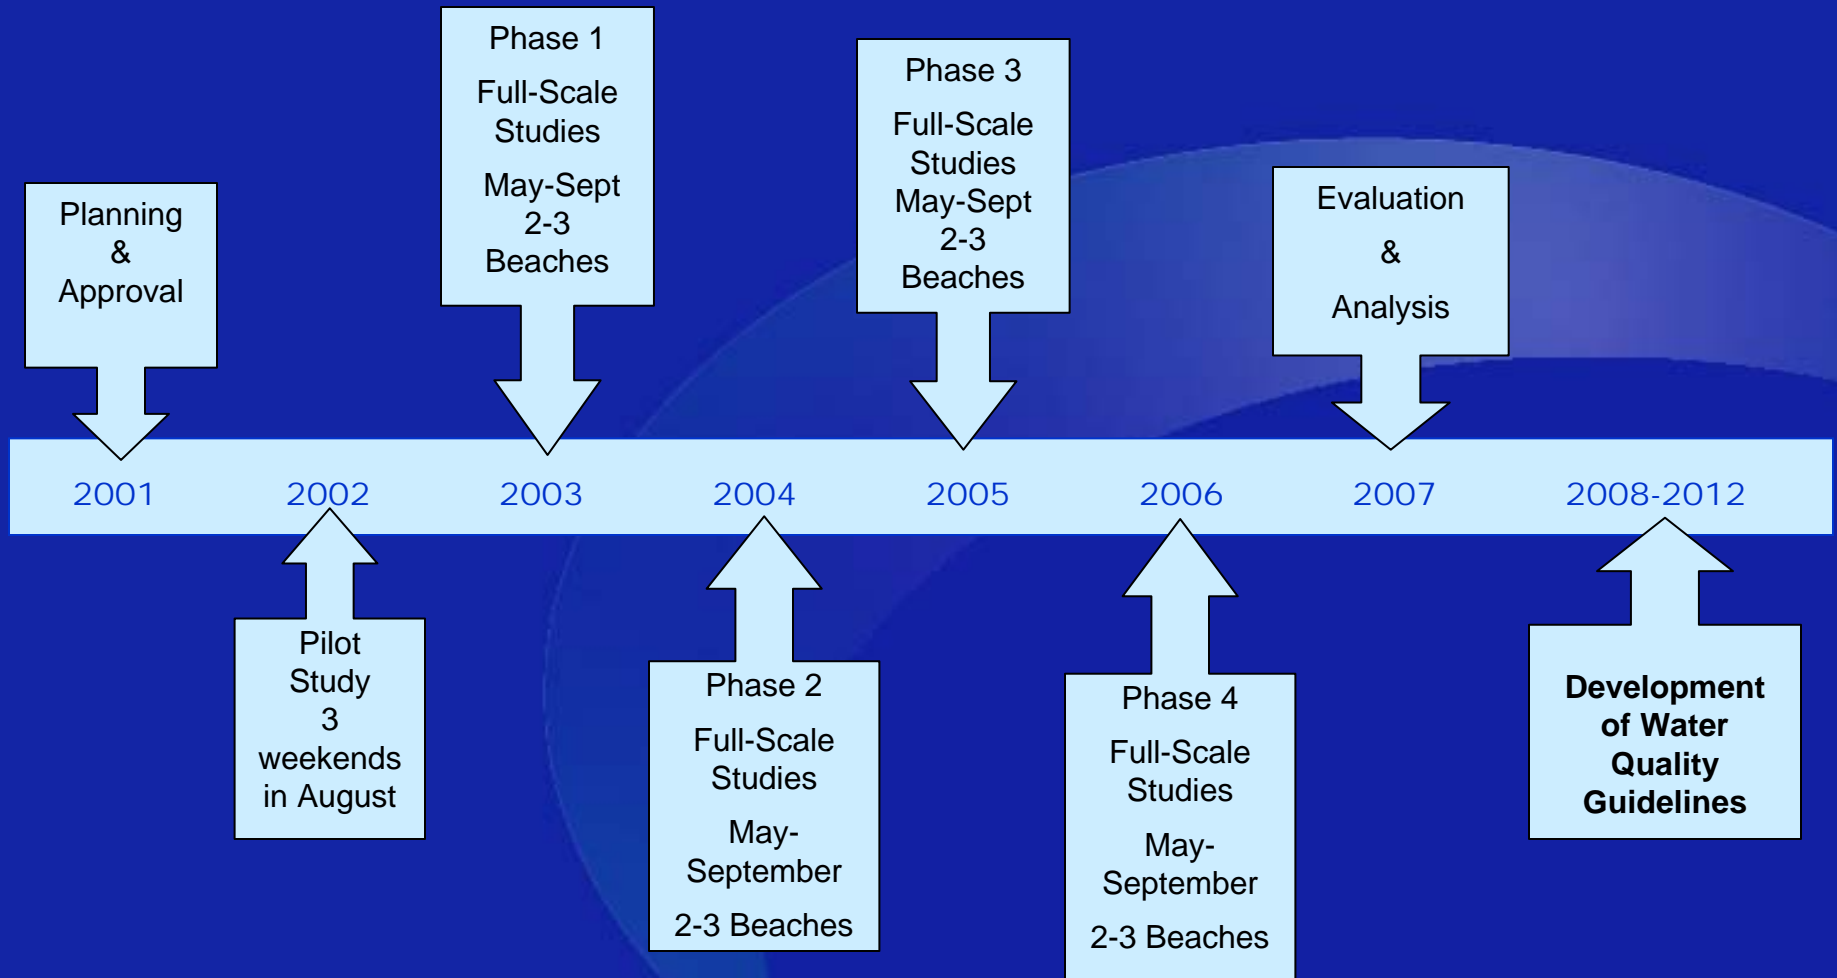 Phase 1
Full-Scale
Studies
May-Sept
2-3
Beaches
Phase 3
Full-Scale
Studies
May-Sept
2-3
Beaches
Planning
&
Approval
Evaluation
&
Analysis
2001 2002 2003 2004 2005 2006 2007 2008-2012
Pilot
Study
3
weekends
in August
Phase 2
Full-Scale
Studies
May-
September
2-3 Beaches
Phase 4
Full-Scale
Studies
May-
September
2-3 Beaches
Development
of Water
Quality
Guidelines